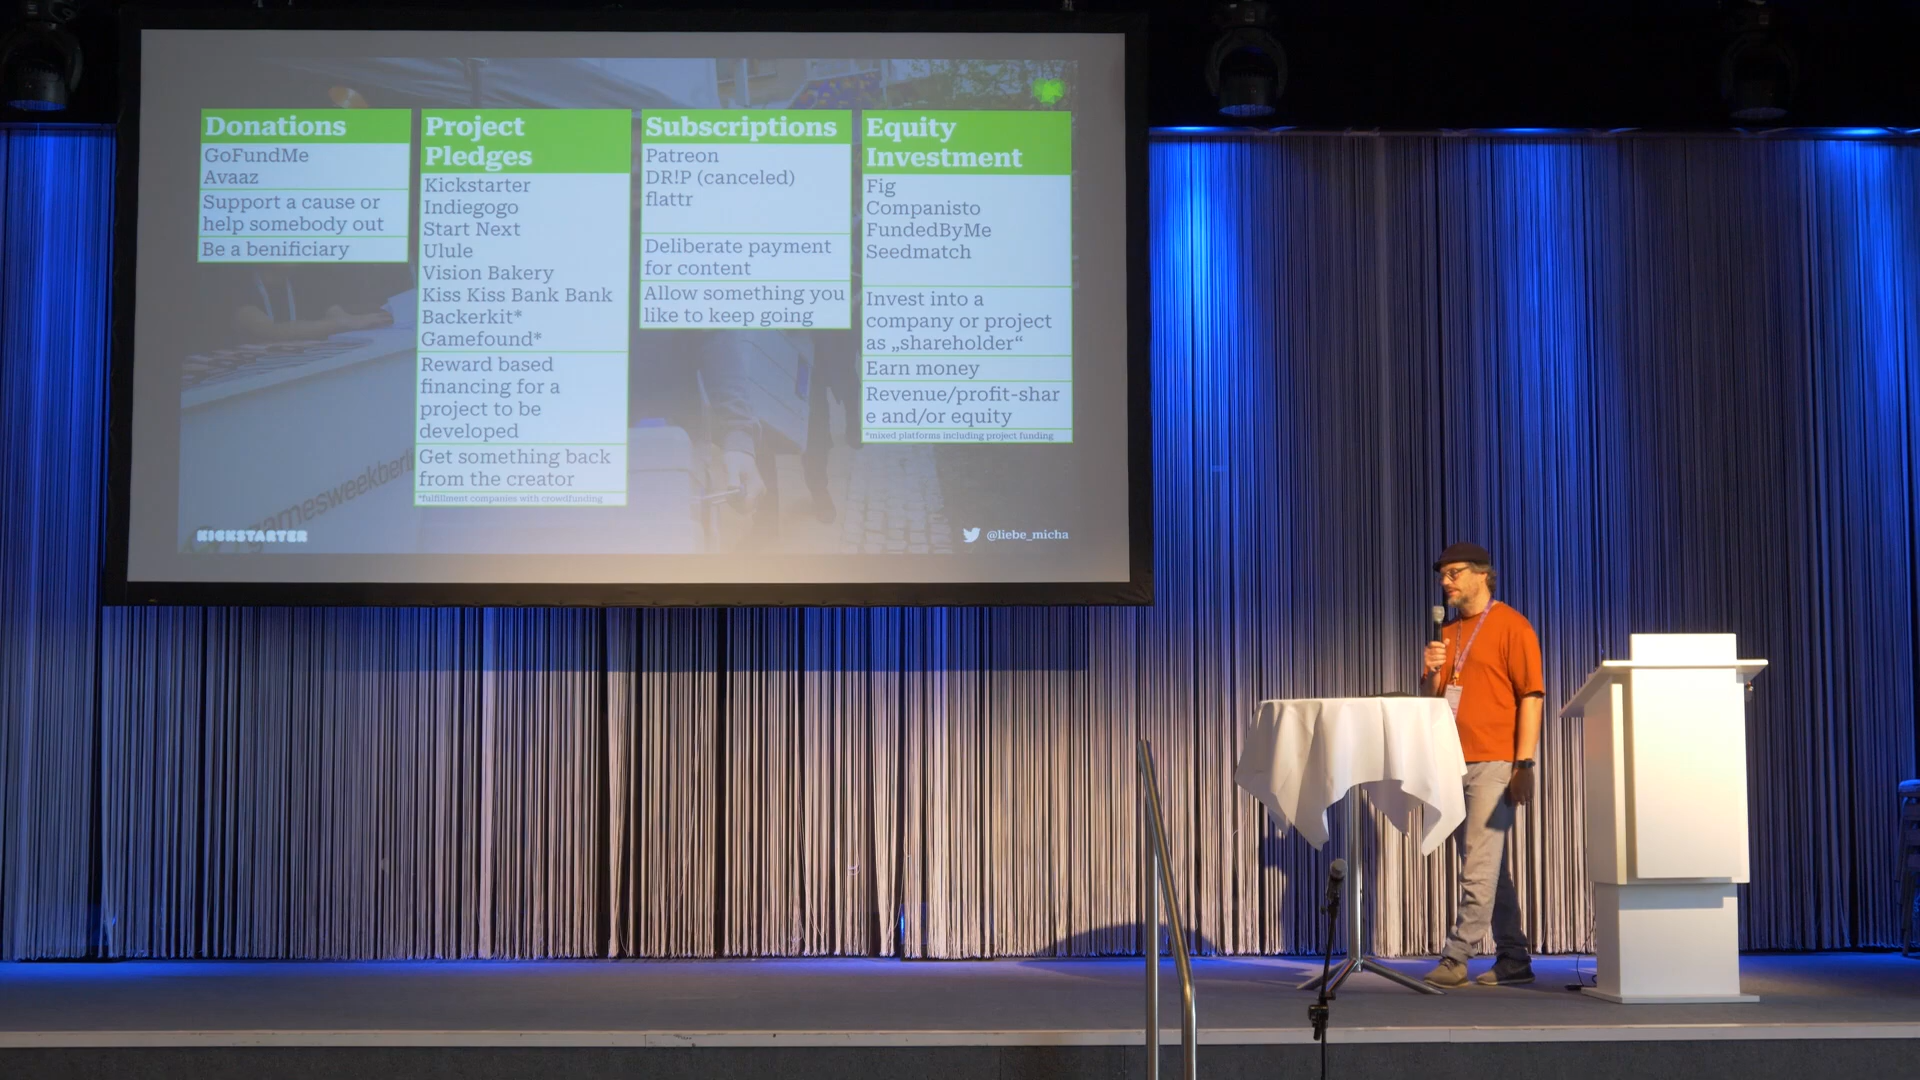 Donations
GoFundMe
Avaaz
Support a cause or
help somebody out
Be a benificiary
Project
Pledges
Kickstarter
Indiegogo
Start Next
Ulule
Vision Bakery
Kiss Kiss Bank Bank
Backerkit*
Gamefound*
Reward based
financing for a
project to be
developed
Get something back
from the creator
*fulfillment companies with crowdfunding
Subscriptions
Patreon
DR!P (canceled)
flattr
Deliberate payment
for content
Allow something you
like to keep going
Equity
Investment
Fig
Companisto
FundedByMe
Seedmatch
Invest into a
company or project
as „shareholder“
Earn money
Revenue/profit-shar
e and/or equity
*mixed platforms including project funding
gamesweekberli
KICKSTARTER
@liebe_micha